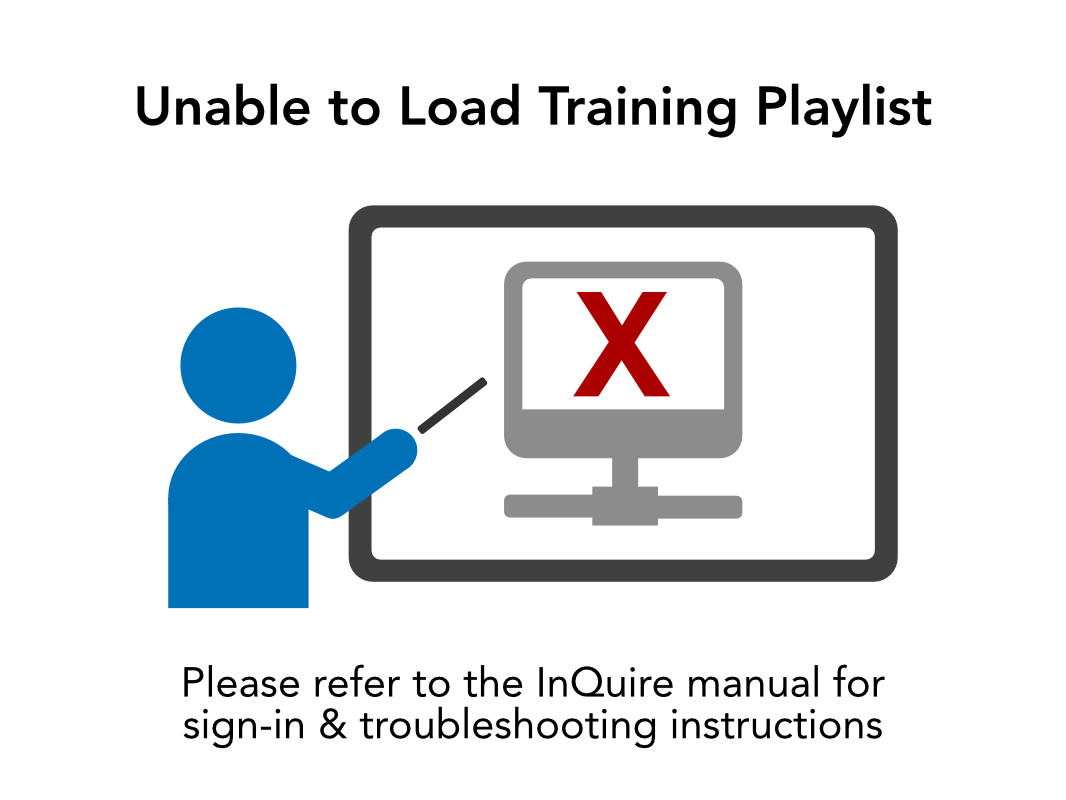 Unable to Load Training Playlist
X
Please refer to the InQuire manual for
sign-in & troubleshooting instructions